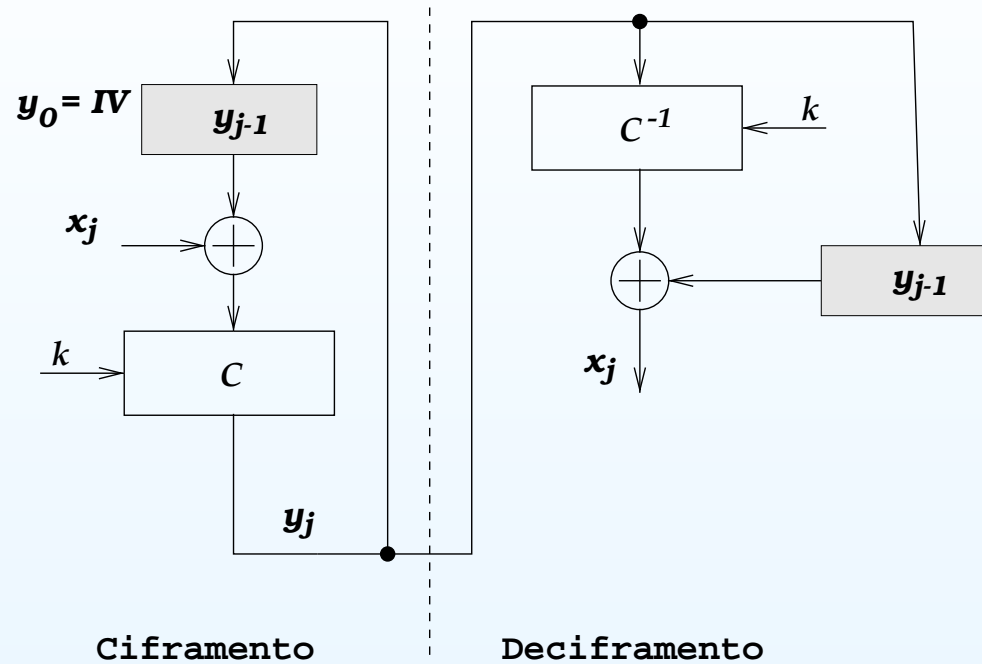 y₀ = IV
yⱼ₋₁
xⱼ
k
C
yⱼ
Ciframento
C⁻¹
k
yⱼ₋₁
xⱼ
Deciframento